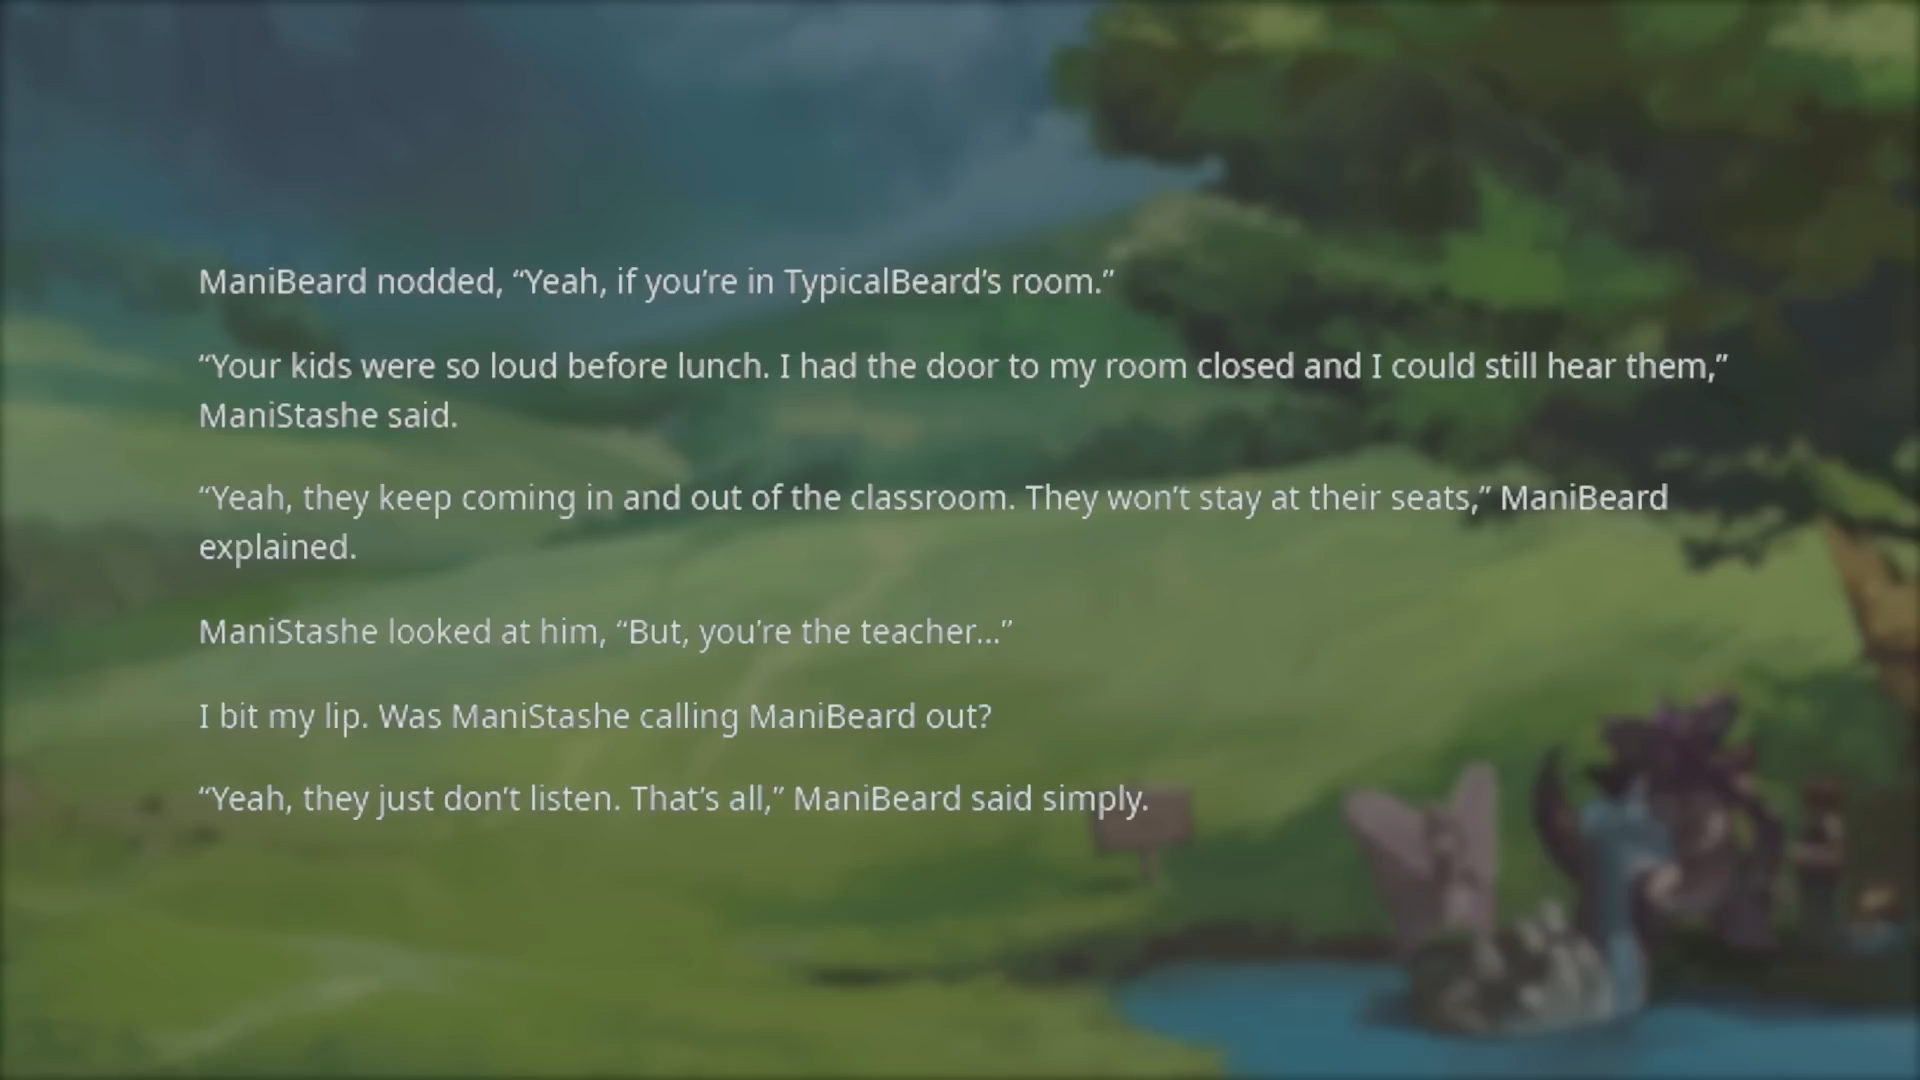 ManiBeard nodded, “Yeah, if you’re in TypicalBeard’s room.”
“Your kids were so loud before lunch. I had the door to my room closed and I could still hear them,”
ManiStashe said.
“Yeah, they keep coming in and out of the classroom. They won’t stay at their seats,” ManiBeard
explained.
ManiStashe looked at him, “But, you’re the teacher…”
I bit my lip. Was ManiStashe calling ManiBeard out?
“Yeah, they just don’t listen. That’s all,” ManiBeard said simply.